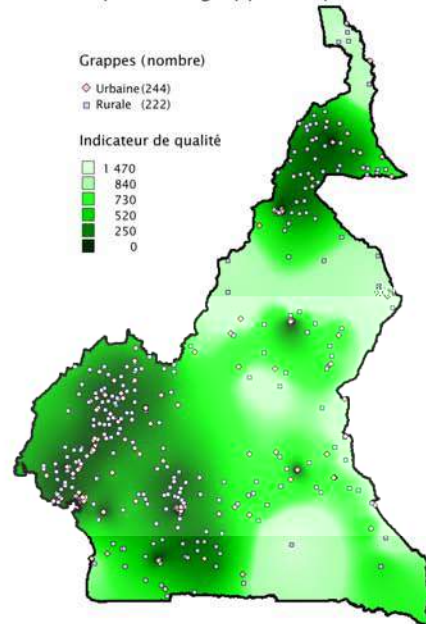 Grappes (nombre)
Urbaine (244)
Rurale (222)
Indicateur de qualité
1 470
840
730
520
250
0